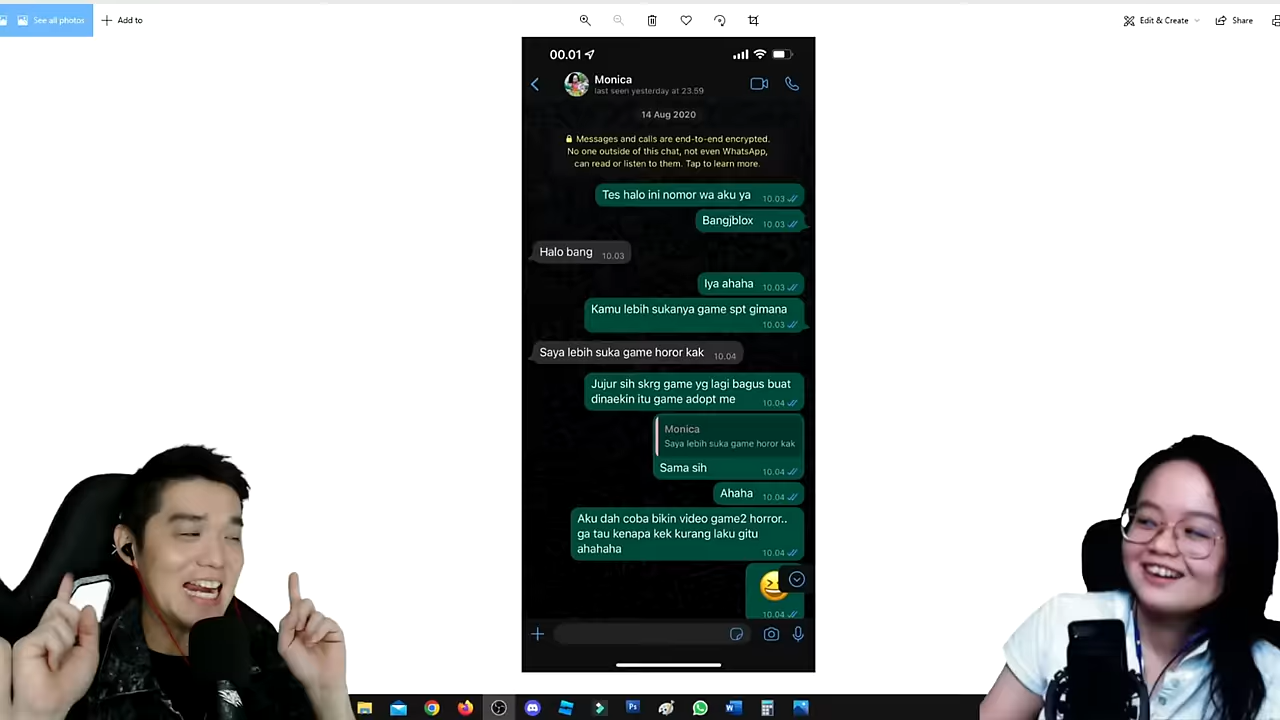 See all photos
Add to
Edit & Create
Share
00.01
Monica
last seen yesterday at 23.59
14 Aug 2020
Messages and calls are end-to-end encrypted.
No one outside of this chat, not even WhatsApp,
can read or listen to them. Tap to learn more.
Tes halo ini nomor wa aku ya 10.03
Bangjblox 10.03
Halo bang 10.03
Iya ahaha 10.03
Kamu lebih sukanya game spt gimana
10.03
Saya lebih suka game horor kak 10.04
Jujur sih skrg game yg lagi bagus buat
dinaekin itu game adopt me 10.04
Monica
Saya lebih suka game horor kak
Sama sih 10.04
Ahaha 10.04
Aku dah coba bikin video game2 horror..
ga tau kenapa kek kurang laku gitu
ahahaha 10.04
10.04
Ps
W